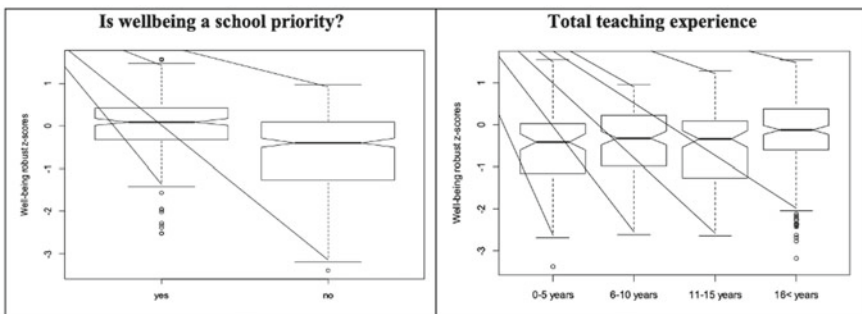 Is wellbeing a school priority?
Well-being robust z-scores
1
0
-1
-2
-3
yes
no
Total teaching experience
Well-being robust z-scores
1
0
-1
-2
-3
0-5 years
6-10 years
11-15 years
16< years